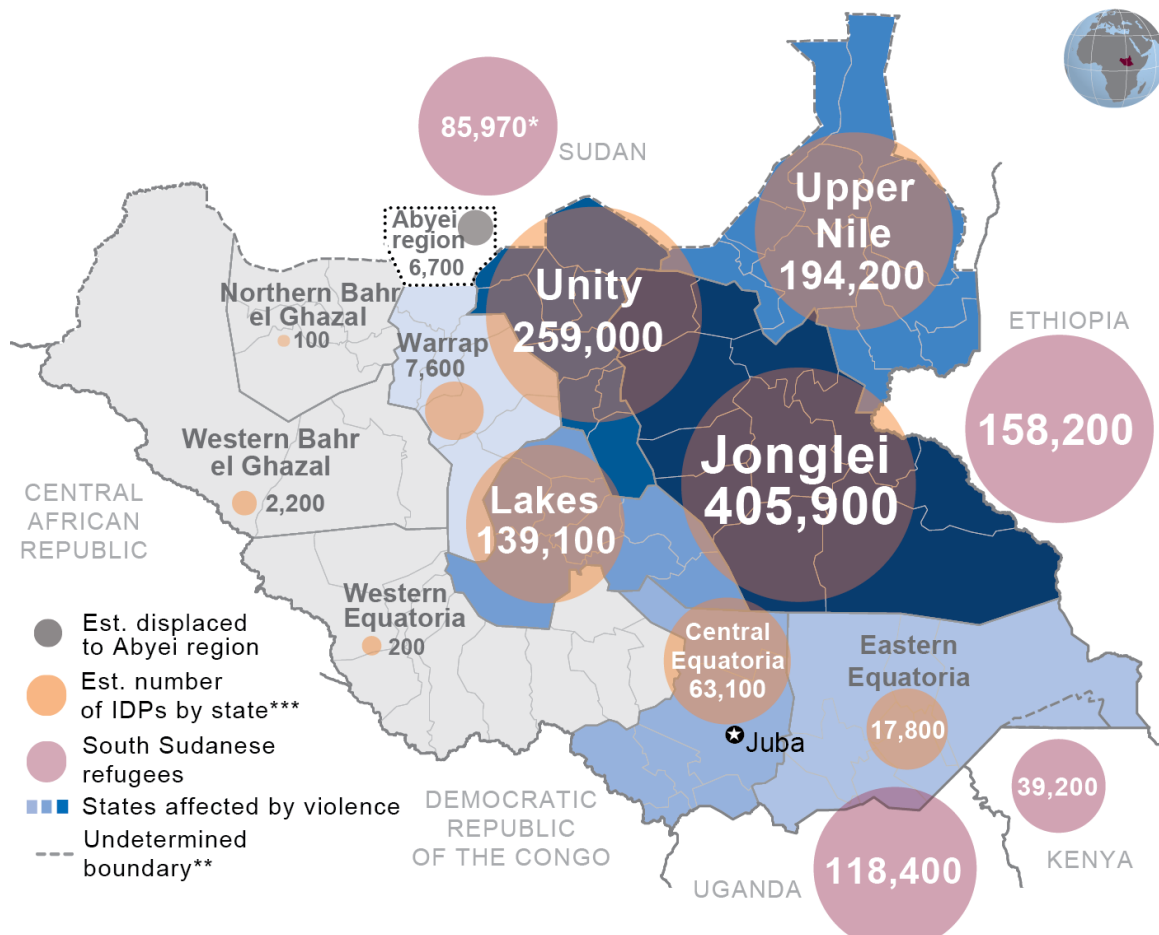 85,970*
SUDAN
Upper
Nile
194,200
Abyei
region
6,700
Unity
259,000
Northern Bahr
el Ghazal
100
Warrap
7,600
ETHIOPIA
158,200
Jonglei
405,900
Western Bahr
el Ghazal
2,200
CENTRAL
AFRICAN
REPUBLIC
Lakes
139,100
Western
Equatoria
200
Central
Equatoria
63,100
Eastern
Equatoria
17,800
Juba
39,200
KENYA
DEMOCRATIC
REPUBLIC
OF THE CONGO
UGANDA
118,400
Est. displaced
to Abyei region
Est. number
of IDPs by state***
South Sudanese
refugees
States affected by violence
Undetermined
boundary**